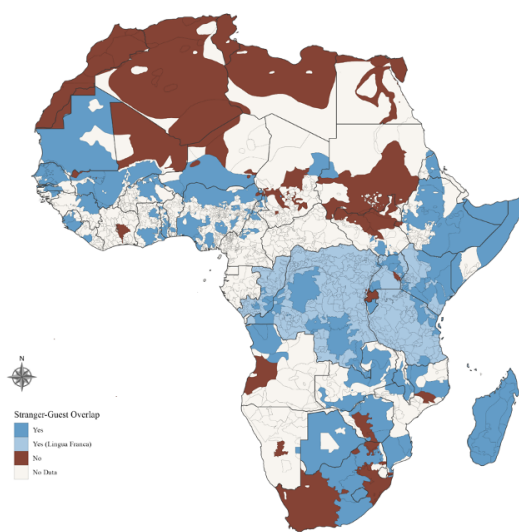 N
Stranger-Guest Overlap
Yes
Yes (Lingua Franca)
No
No Data